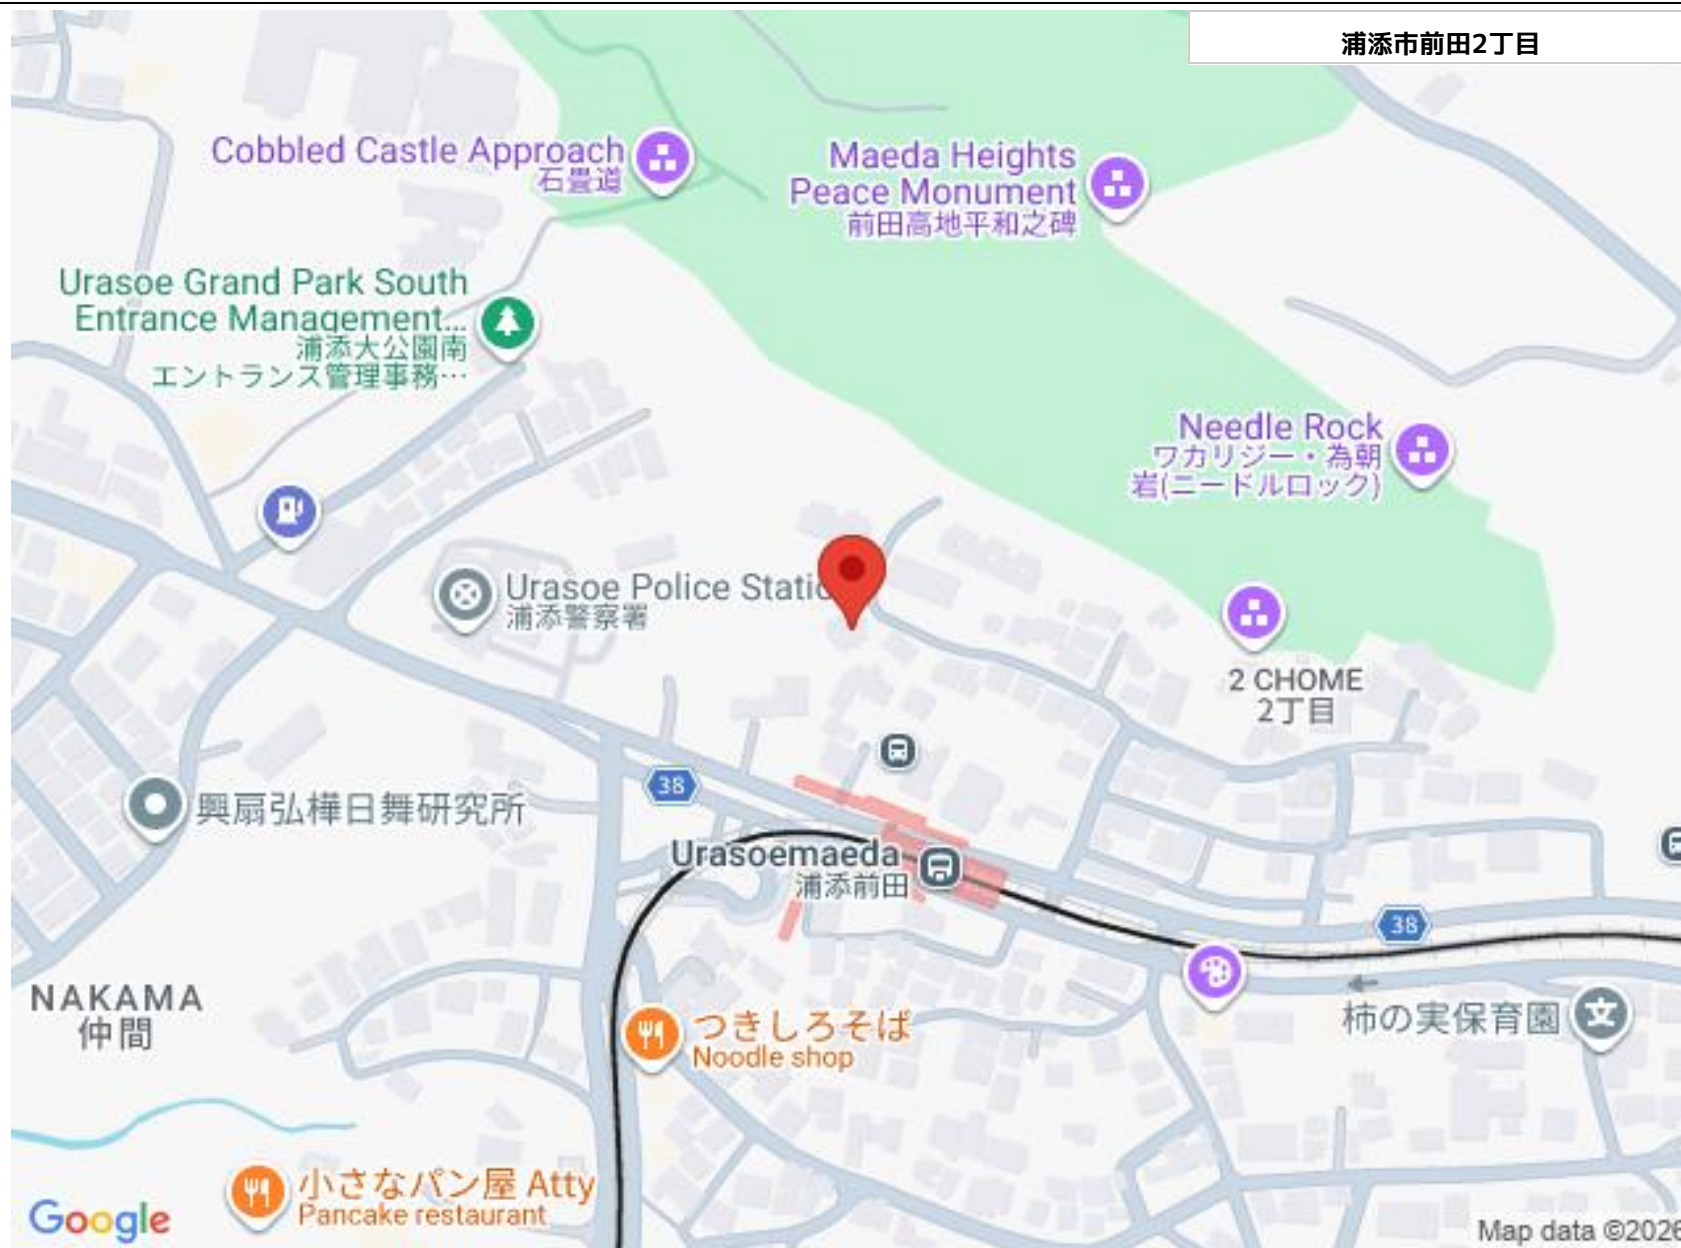 浦添市前田2丁目
Cobbled Castle Approach
石畳道
Maeda Heights
Peace Monument
前田高地平和之碑
Urasoe Grand Park South
Entrance Management...
浦添大公園南
エントランス管理事務…
Needle Rock
ワカリジー・為朝
岩(ニードルロック)
Urasoe Police Statio
浦添警察署
2 CHOME
2丁目
38
興扇弘樺日舞研究所
Urasoemaeda
浦添前田
38
NAKAMA
仲間
つきしろそば
Noodle shop
柿の実保育園
小さなパン屋 Atty
Pancake restaurant
Google
Map data ©2026